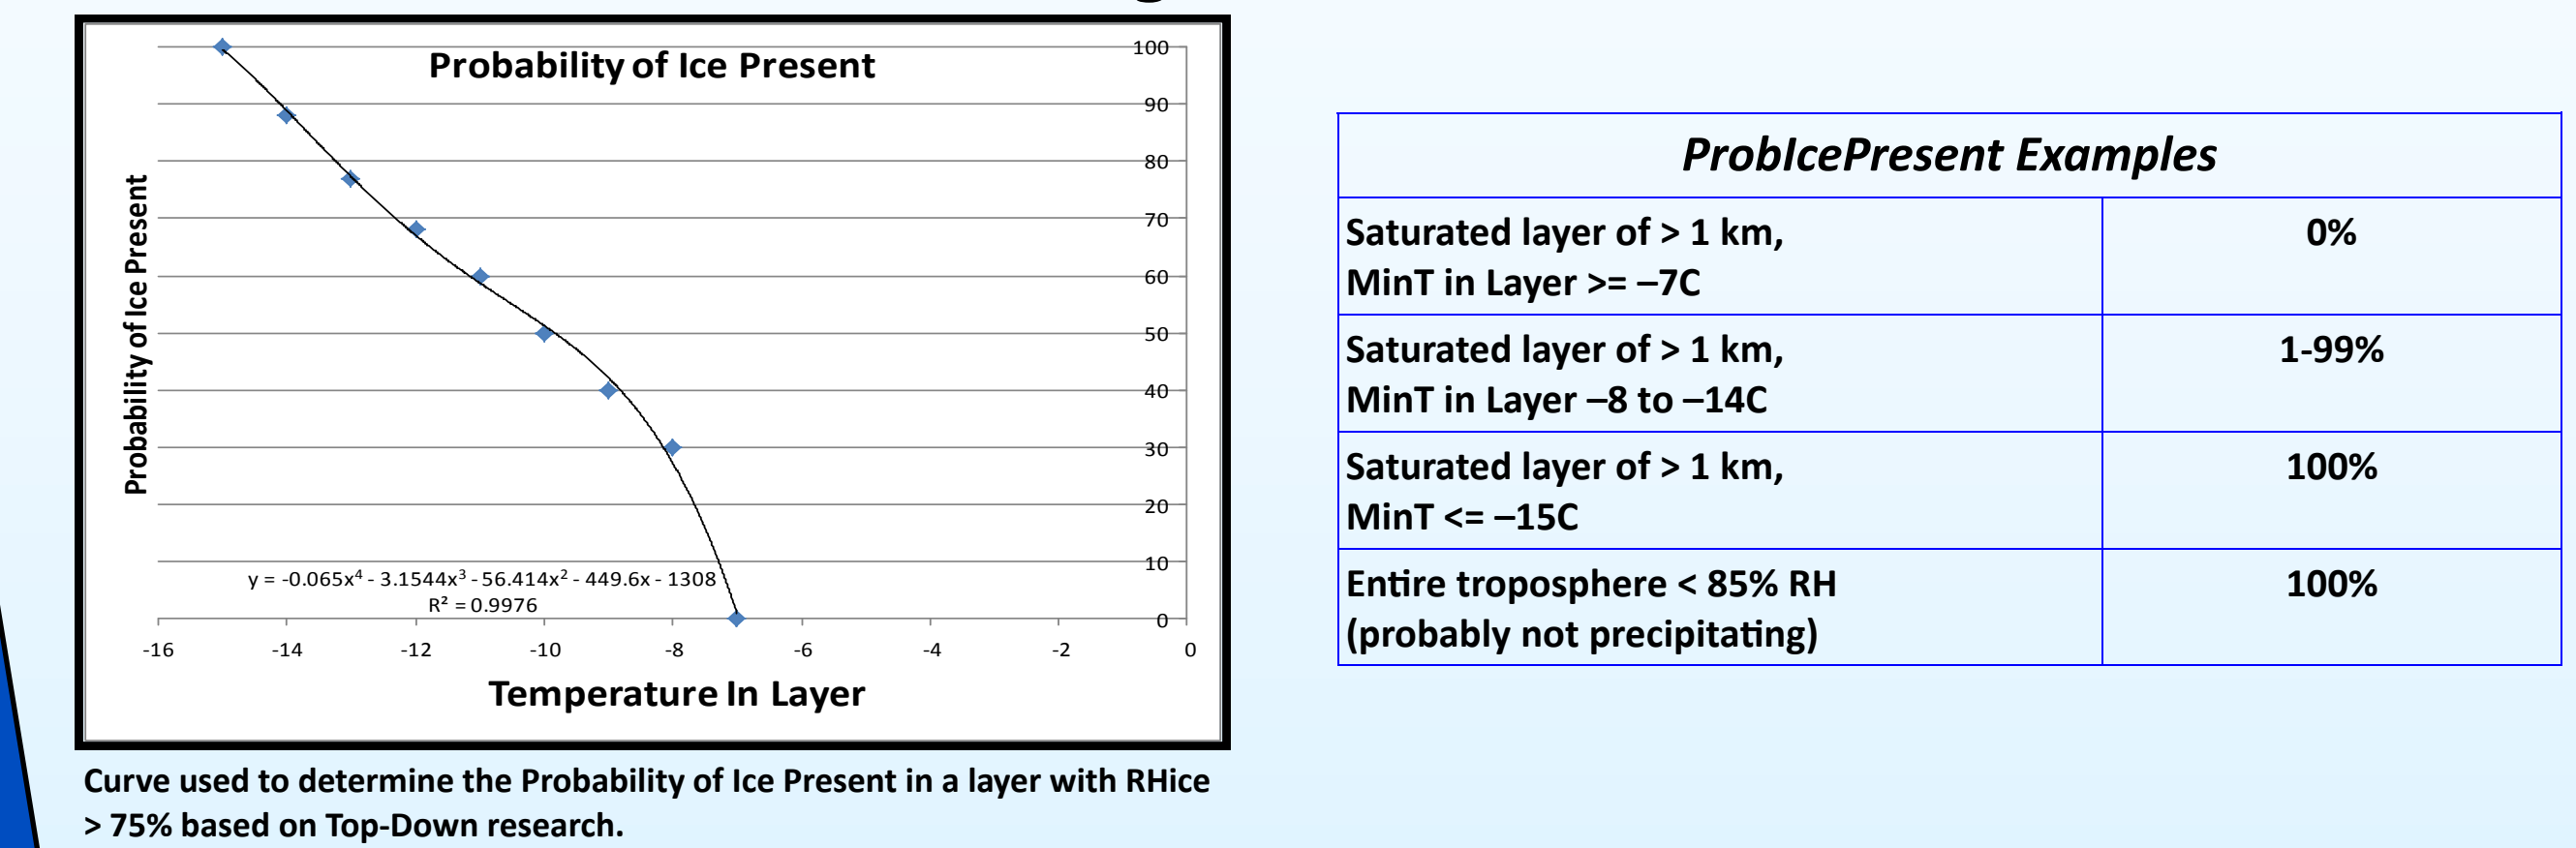 Probability of Ice Present
100
90
80
70
60
50
40
30
20
10
0
Probability of Ice Present
y = -0.065x⁴ - 3.1544x³ - 56.414x² - 449.6x - 1308
R² = 0.9976
-16 -14 -12 -10 -8 -6 -4 -2 0
Temperature In Layer
Curve used to determine the Probability of Ice Present in a layer with RHice
> 75% based on Top-Down research.
ProbIcePresent Examples
Saturated layer of > 1 km,
MinT in Layer >= –7C
0%
Saturated layer of > 1 km,
MinT in Layer –8 to –14C
1-99%
Saturated layer of > 1 km,
MinT <= –15C
100%
Entire troposphere < 85% RH
(probably not precipitating)
100%